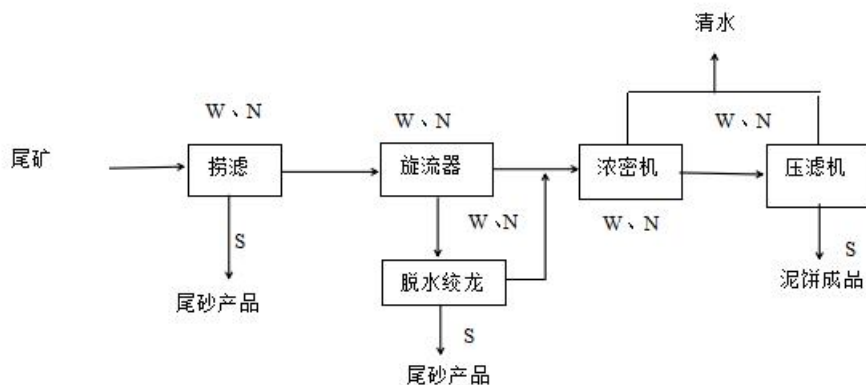 清水
W、N
W、N
W、N
尾矿
捞滤
旋流器
浓密机
压滤机
S
W、N
W、N
S
脱水绞龙
泥饼成品
尾砂产品
S
尾砂产品